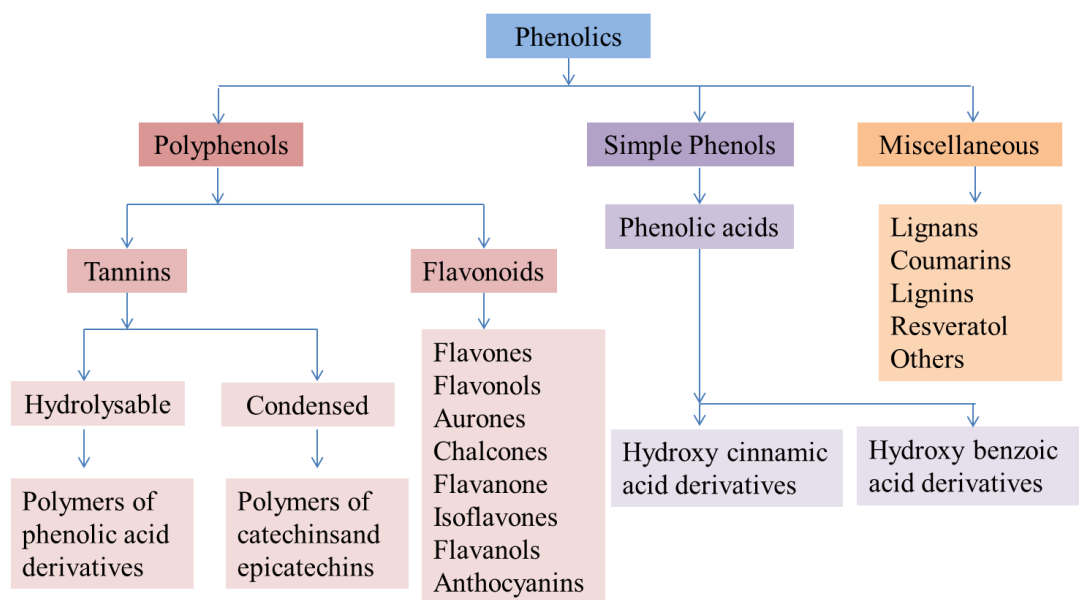 Phenolics
Polyphenols
Simple Phenols
Miscellaneous
Tannins
Flavonoids
Phenolic acids
Lignans
Coumarins
Lignins
Resveratol
Others
Hydrolysable
Condensed
Flavones
Flavonols
Aurones
Chalcones
Flavanone
Isoflavones
Flavanols
Anthocyanins
Hydroxy cinnamic
acid derivatives
Hydroxy benzoic
acid derivatives
Polymers of
phenolic acid
derivatives
Polymers of
catechinsand
epicatechins